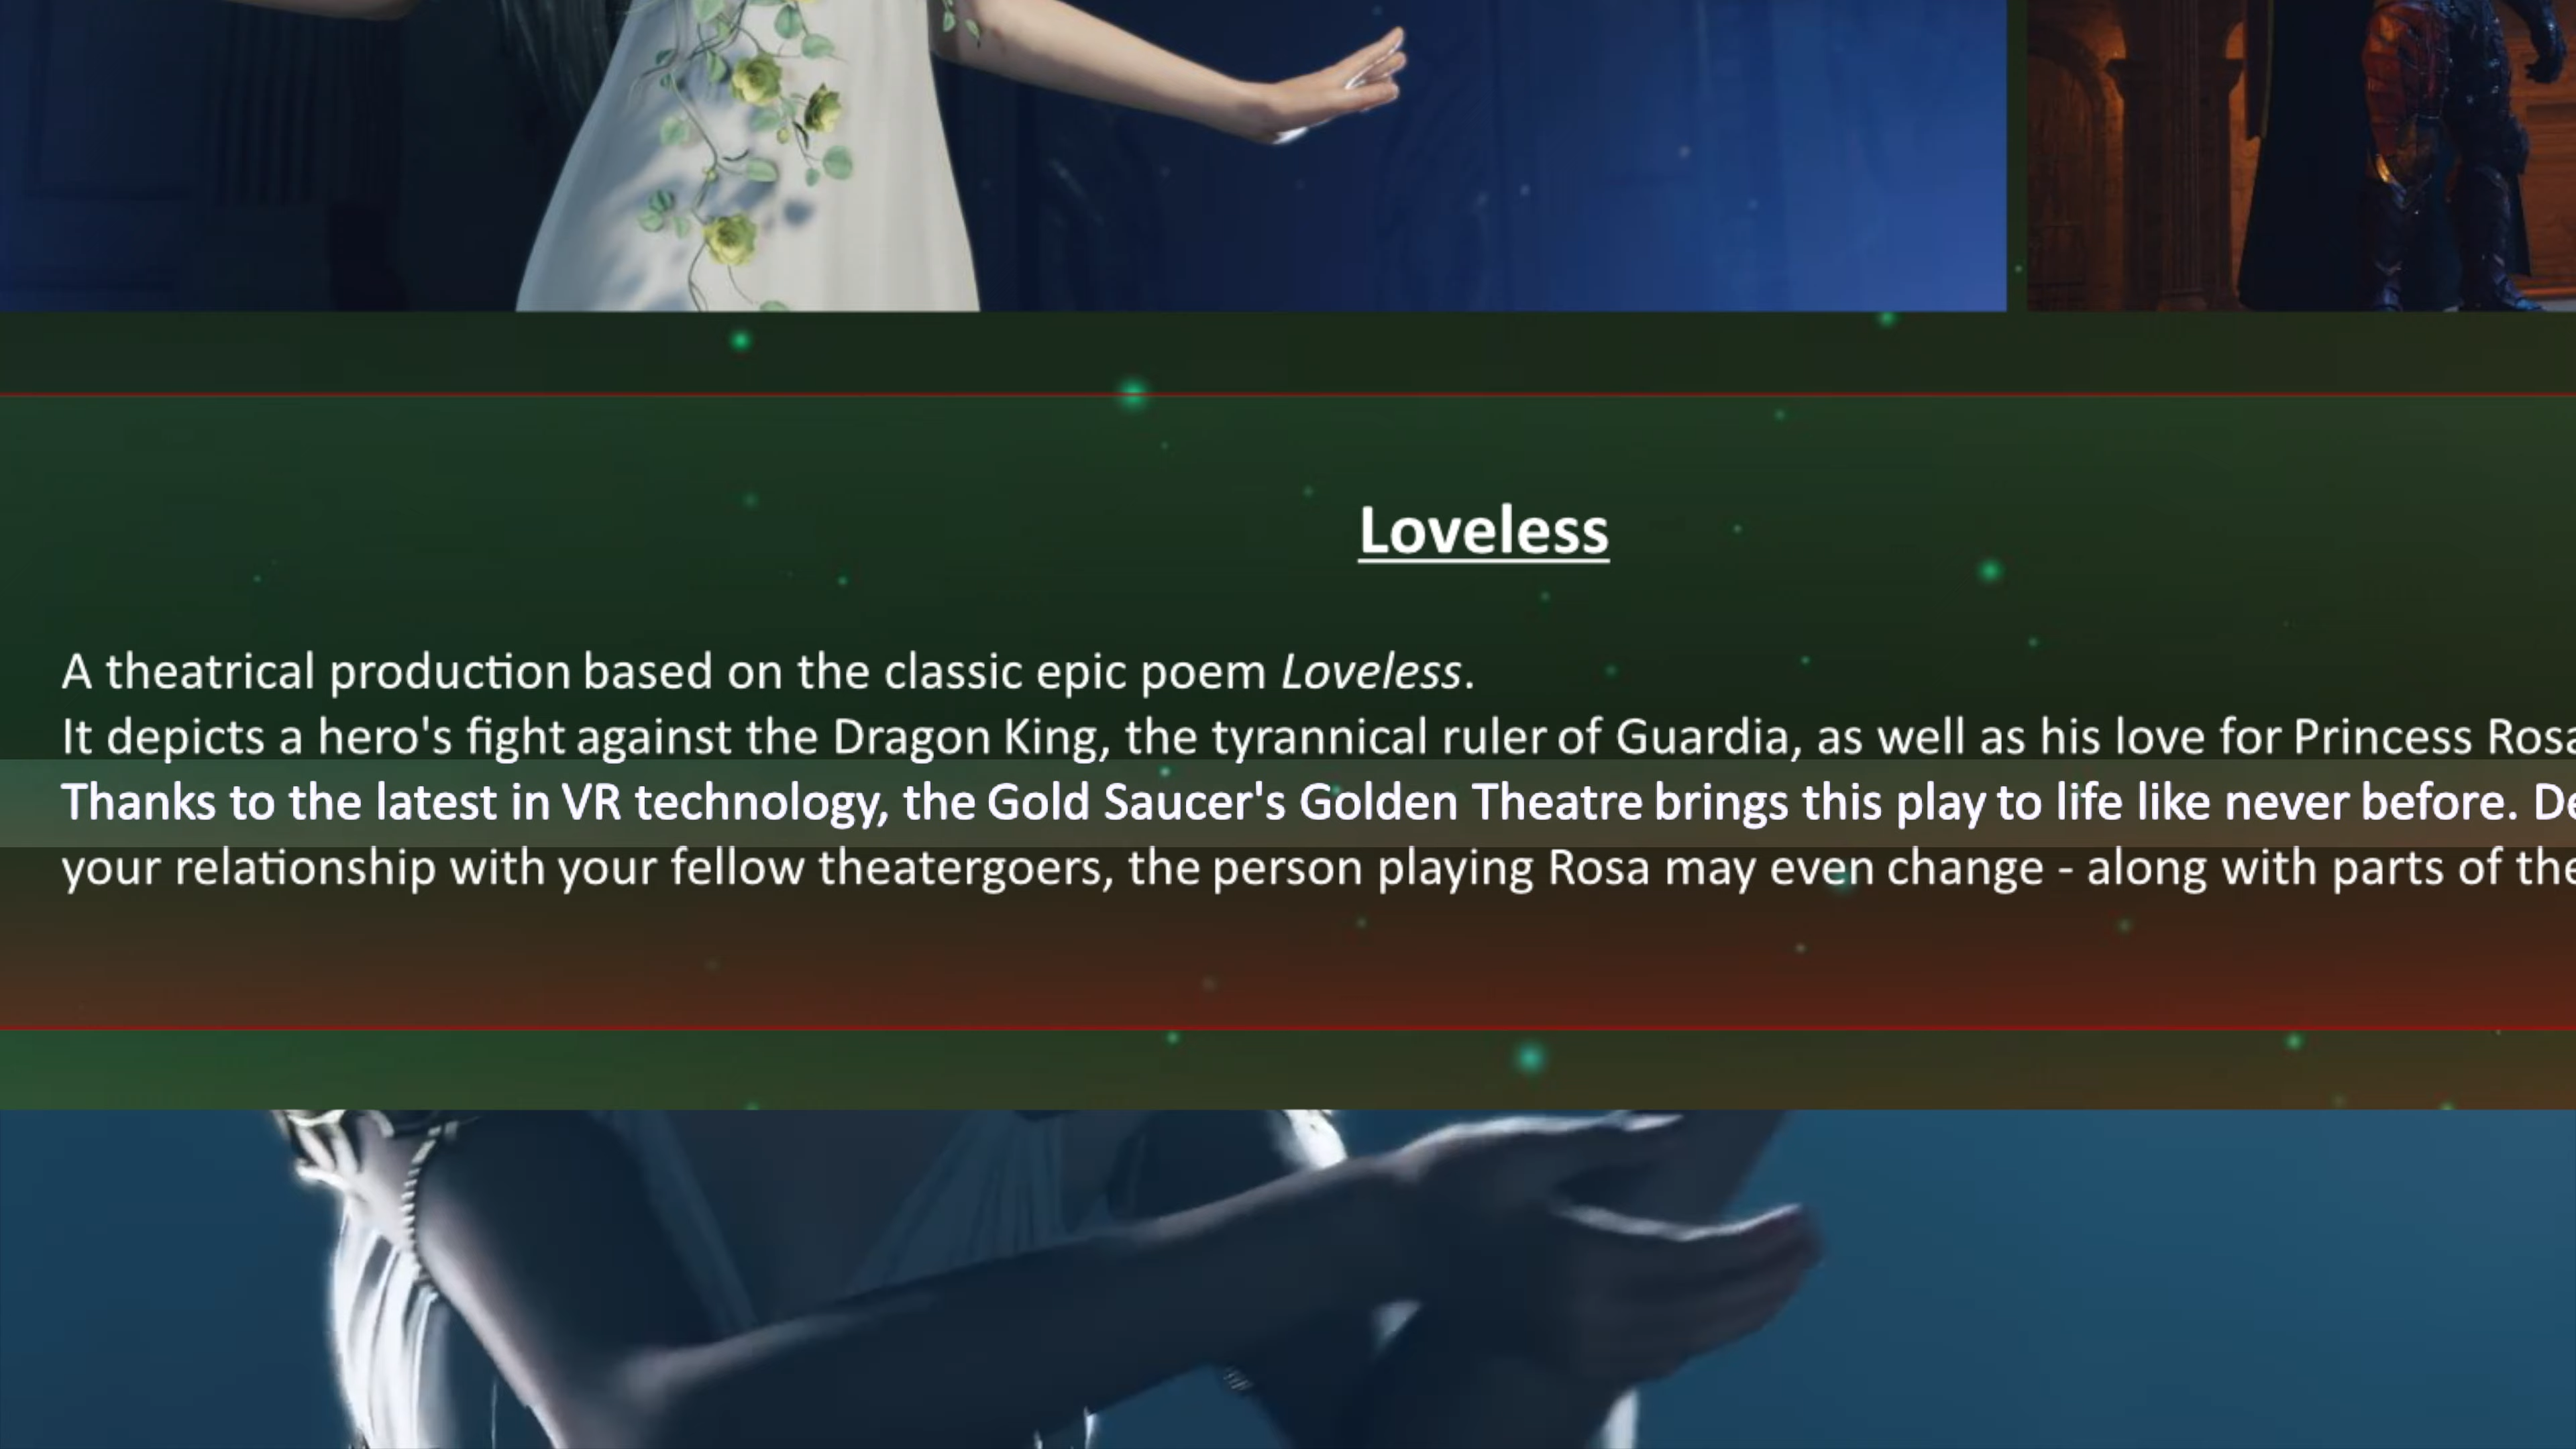 Loveless
A theatrical production based on the classic epic poem Loveless.
It depicts a hero's fight against the Dragon King, the tyrannical ruler of Guardia, as well as his love for Princess Rosa
Thanks to the latest in VR technology, the Gold Saucer's Golden Theatre brings this play to life like never before.
your relationship with your fellow theatergoers, the person playing Rosa may even change - along with parts of the